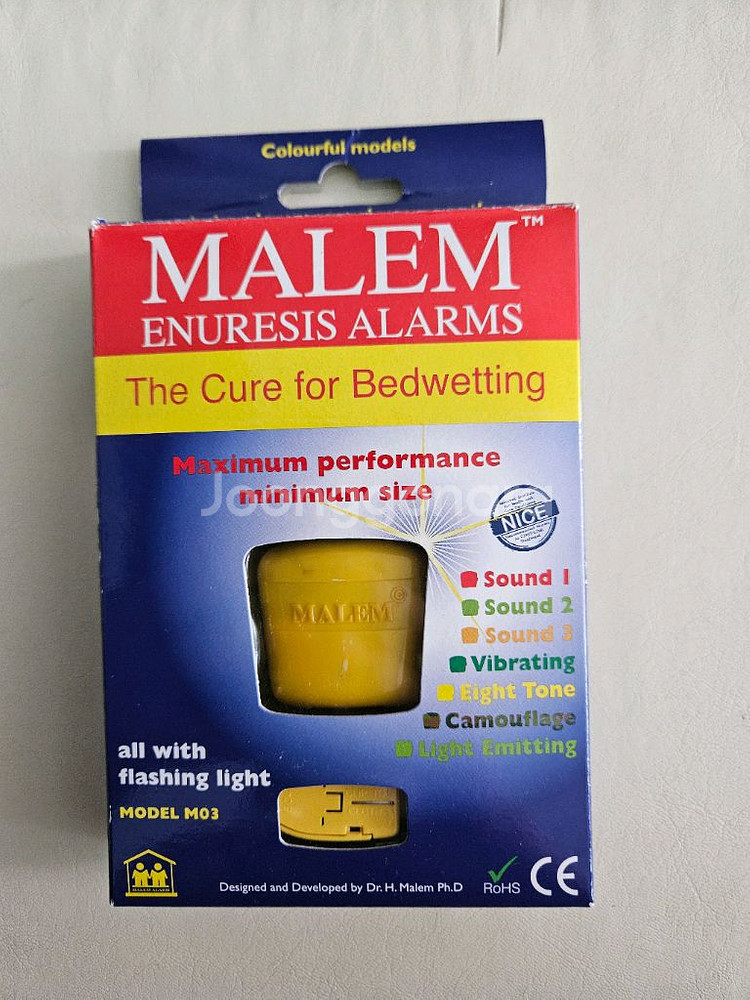 Colourful models
MALEM™
ENURESIS ALARMS
The Cure for Bedwetting
Maximum performance
minimum size
NICE
MALEM ©
Sound 1
Sound 2
Sound 3
Vibrating
Eight Tone
Camouflage
Light Emitting
all with
flashing light
MODEL M03
MALEM ALARM
Designed and Developed by Dr. H. Malem Ph.D
RoHS
CE